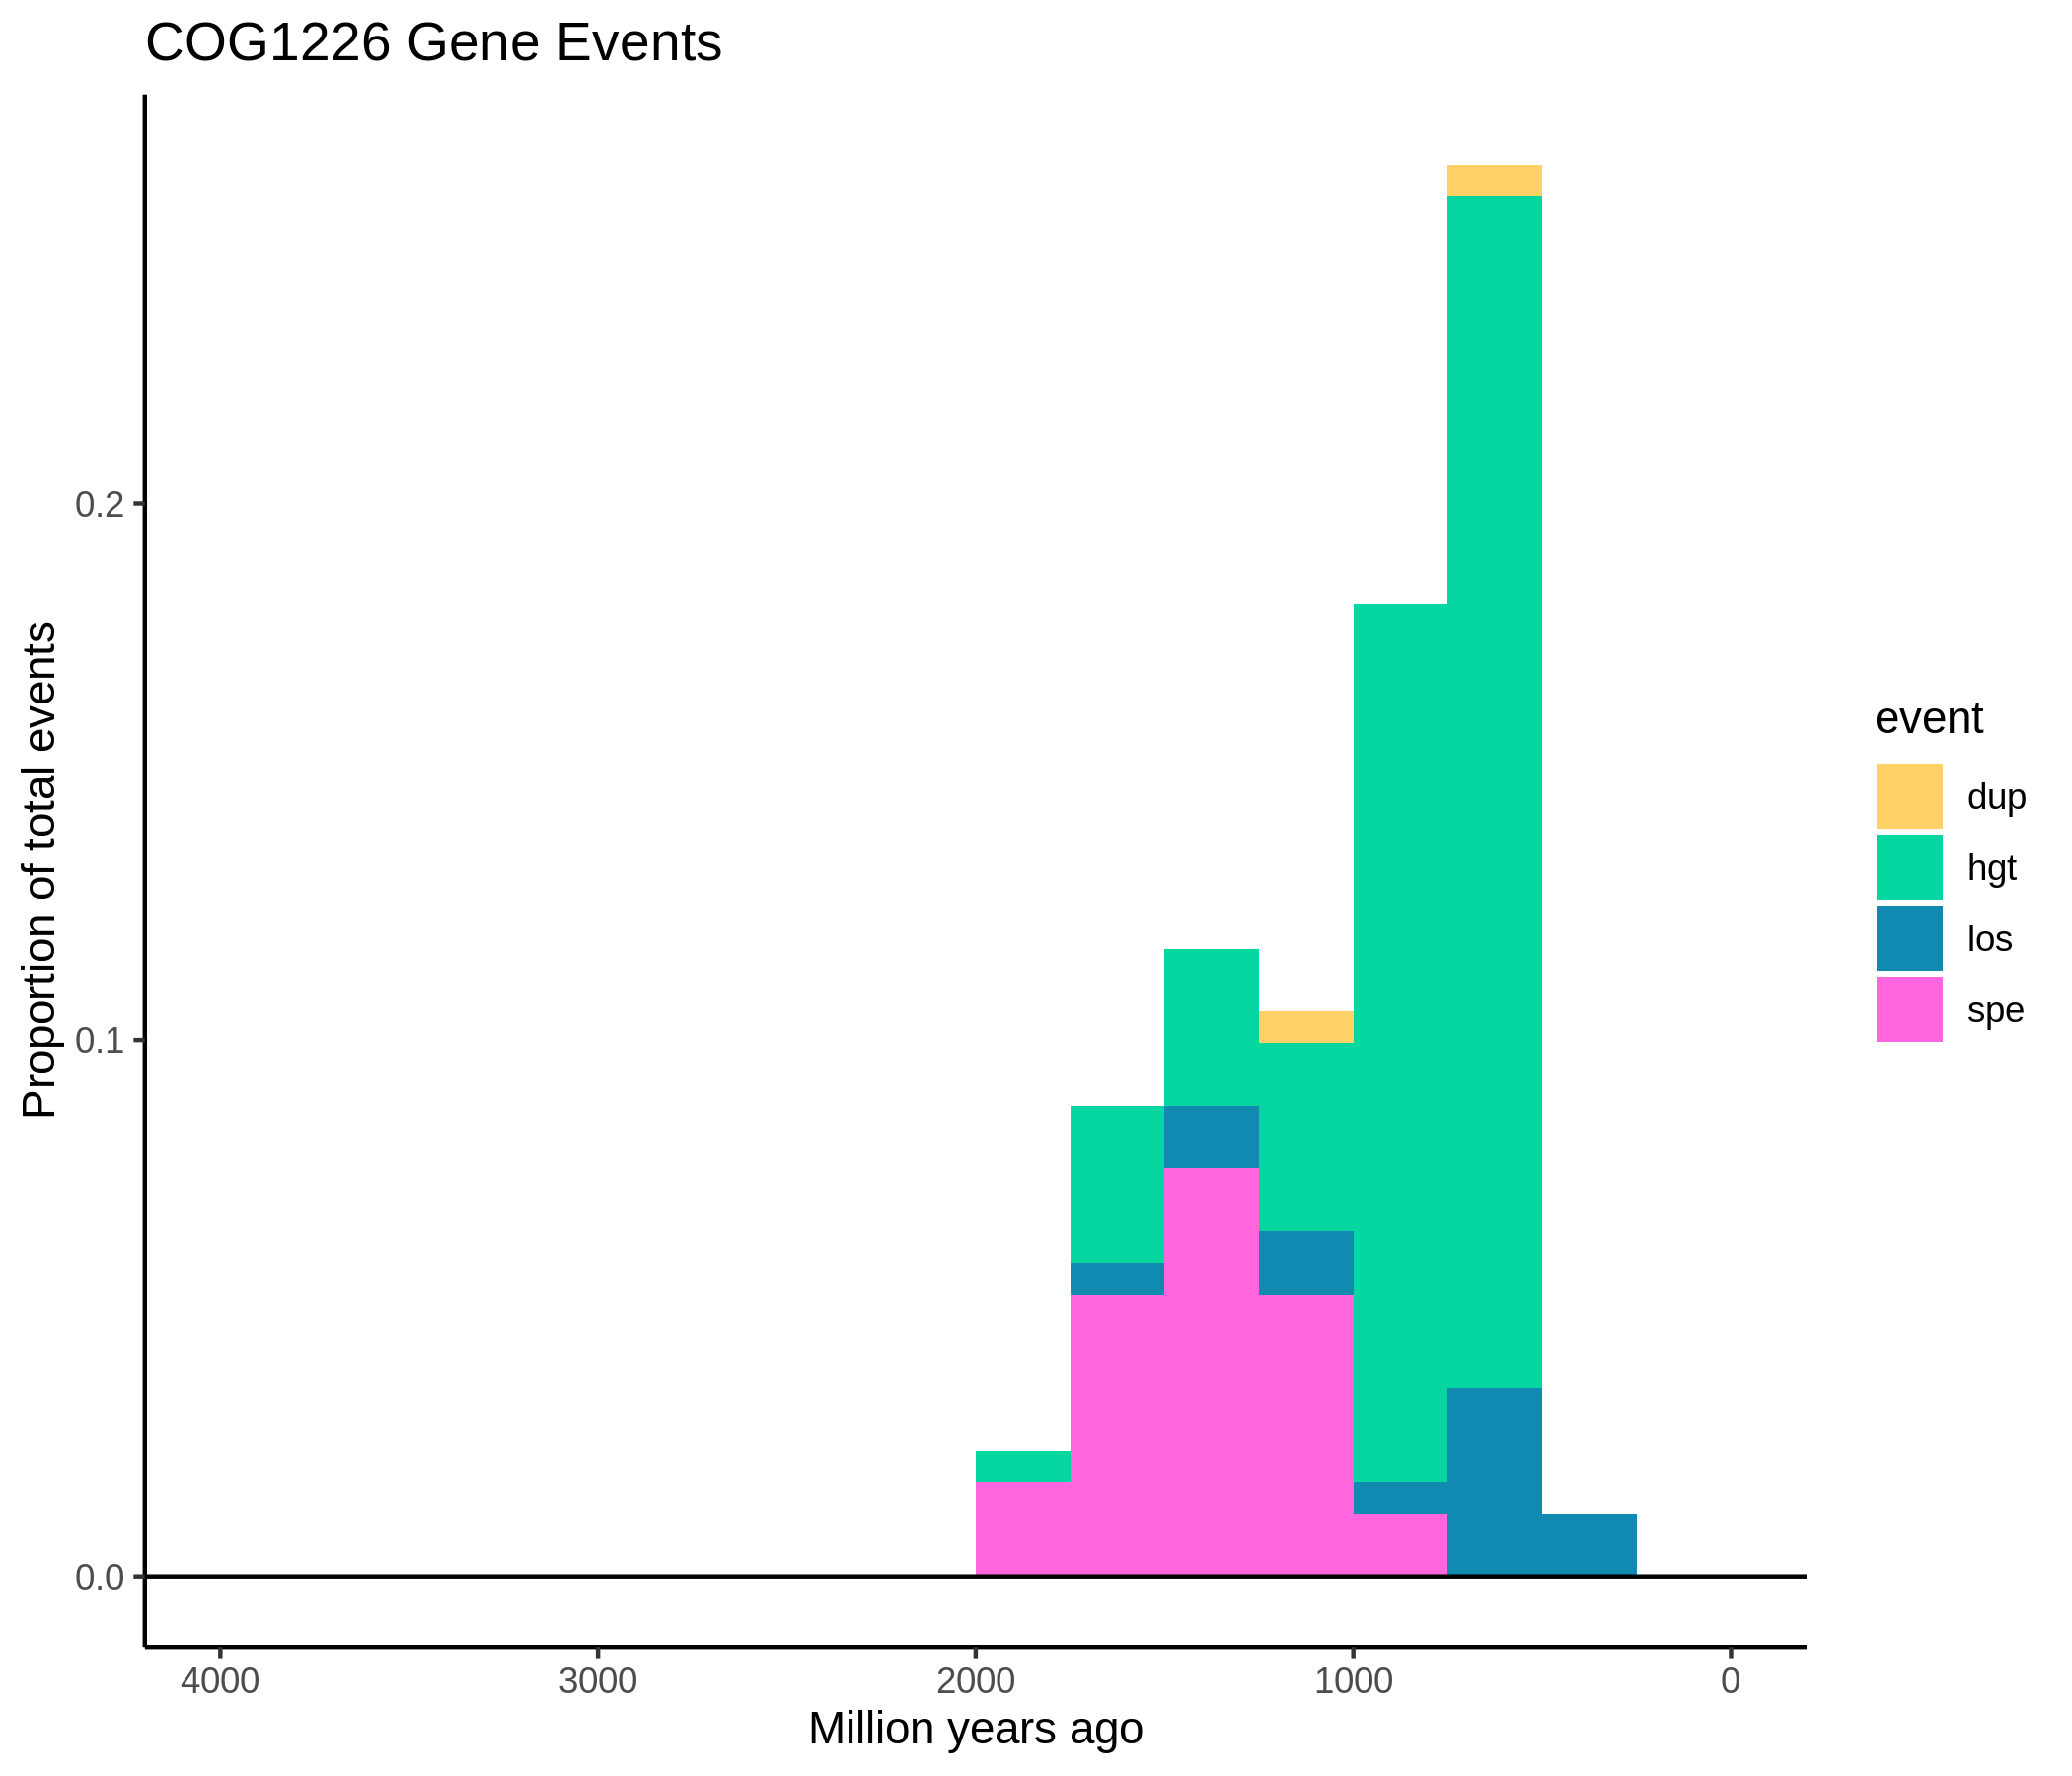 COG1226 Gene Events
Proportion of total events
0.2
0.1
0.0
4000 3000 2000 1000 0
Million years ago
event
dup
hgt
los
spe